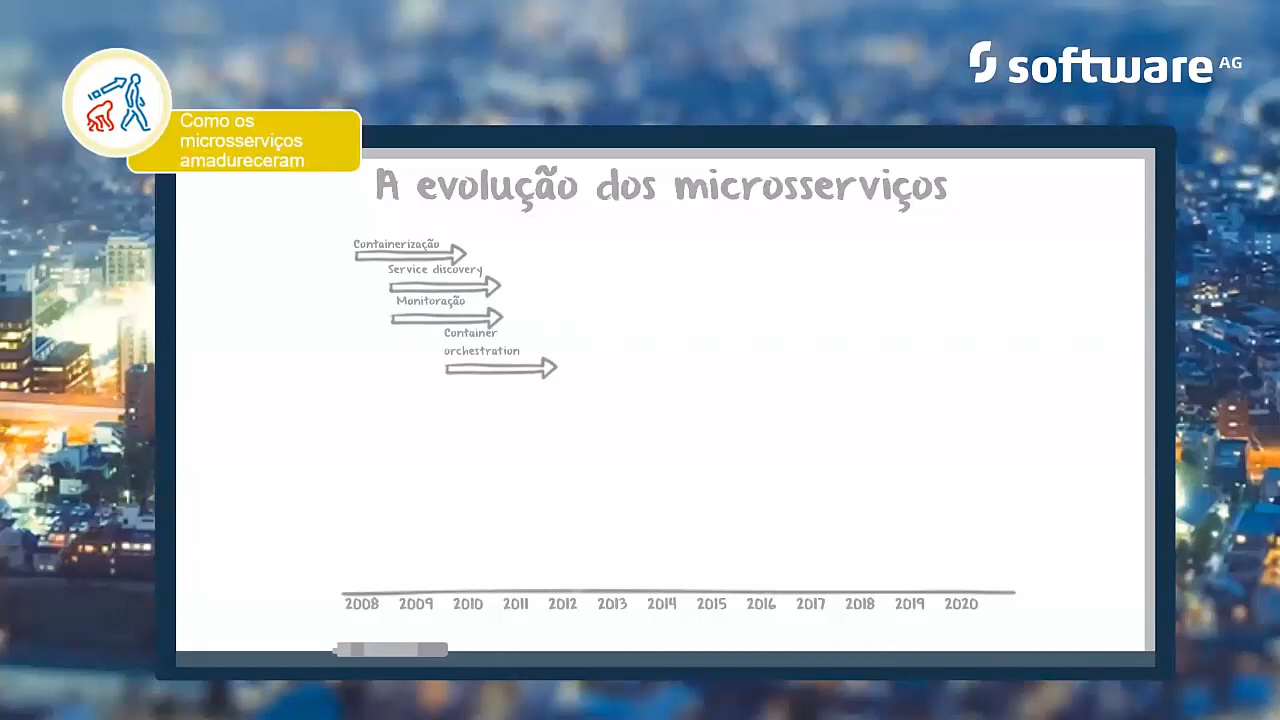 software AG
Como os
microsserviços
amadureceram
A evolução dos microsserviços
Containerização
Service discovery
Monitoração
Container
orchestration
2008 2009 2010 2011 2012 2013 2014 2015 2016 2017 2018 2019 2020